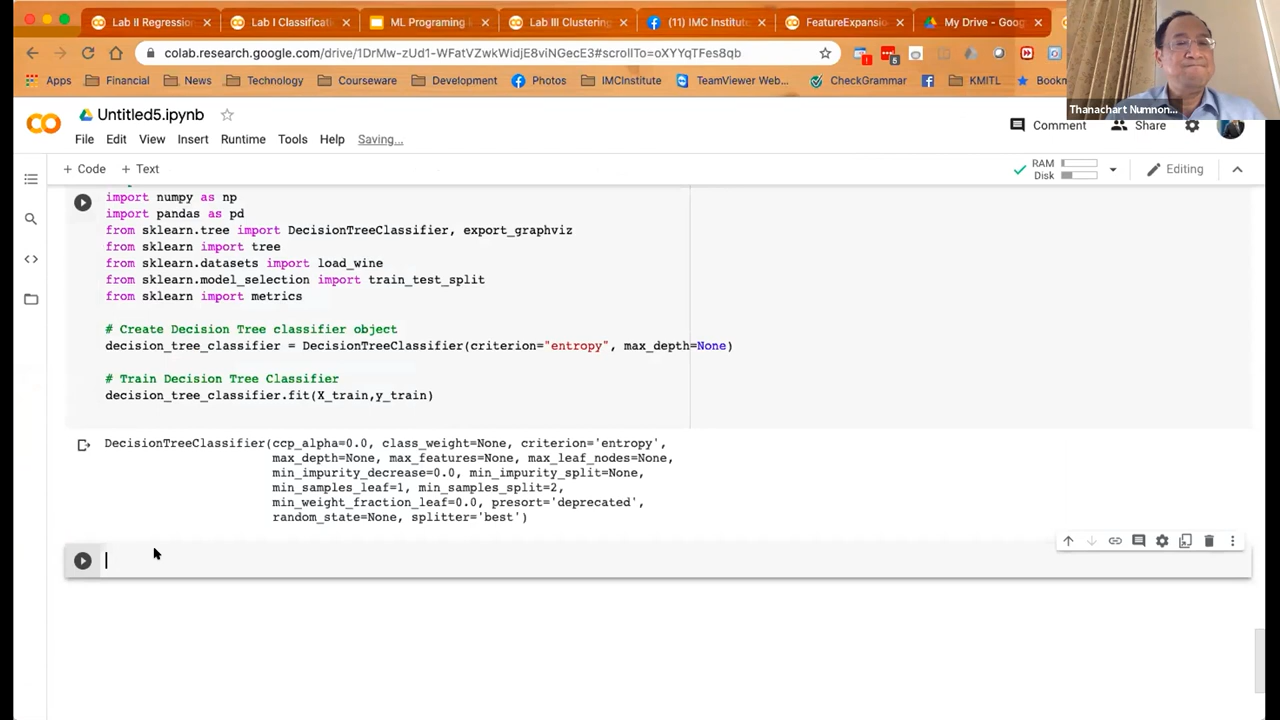 Lab II Regressio
Lab I Classificati
ML Programing
Lab III Clustering
(11) IMC Institute
FeatureExpansio
My Drive - Goog
colab.research.google.com/drive/1DrMw-zUd1-WFatVZwkWidjE8viNGecE3#scrollTo=oXYYqTFes8qb
Apps
Financial
News
Technology
Courseware
Development
Photos
IMCInstitute
TeamViewer Web...
CheckGrammar
KMITL
Bookm
Thanachart Numnon...
Untitled5.ipynb
File Edit View Insert Runtime Tools Help Saving...
Comment
Share
+ Code + Text
RAM
Disk
Editing
import numpy as np
import pandas as pd
from sklearn.tree import DecisionTreeClassifier, export_graphviz
from sklearn import tree
from sklearn.datasets import load_wine
from sklearn.model_selection import train_test_split
from sklearn import metrics
# Create Decision Tree classifier object
decision_tree_classifier = DecisionTreeClassifier(criterion="entropy", max_depth=None)
# Train Decision Tree Classifier
decision_tree_classifier.fit(X_train,y_train)
DecisionTreeClassifier(ccp_alpha=0.0, class_weight=None, criterion='entropy',
max_depth=None, max_features=None, max_leaf_nodes=None,
min_impurity_decrease=0.0, min_impurity_split=None,
min_samples_leaf=1, min_samples_split=2,
min_weight_fraction_leaf=0.0, presort='deprecated',
random_state=None, splitter='best')